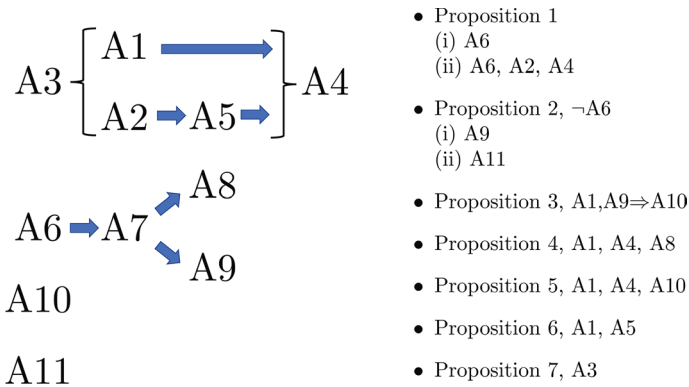 A3 { A1 } A4
A2 A5
A6 A7 A8
A9
A10
A11
• Proposition 1
(i) A6
(ii) A6, A2, A4
• Proposition 2, ¬A6
(i) A9
(ii) A11
• Proposition 3, A1,A9⇒A10
• Proposition 4, A1, A4, A8
• Proposition 5, A1, A4, A10
• Proposition 6, A1, A5
• Proposition 7, A3